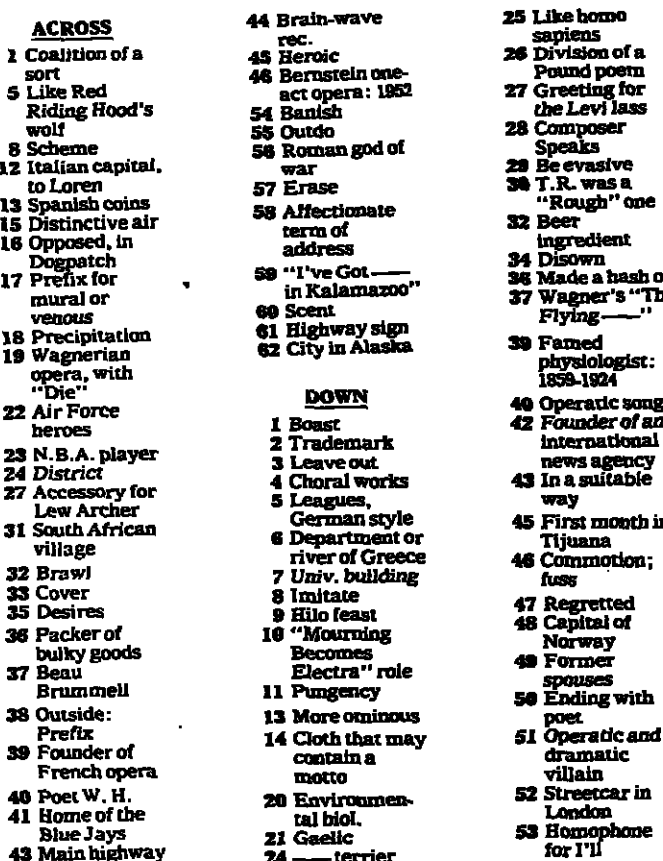 ACROSS
1 Coalition of a
sort
5 Like Red
Riding Hood's
wolf
8 Scheme
12 Italian capital,
to Loren
13 Spanish coins
15 Distinctive air
16 Opposed, in
Dogpatch
17 Prefix for
mural or
venous
18 Precipitation
19 Wagnerian
opera, with
"Die"
22 Air Force
heroes
23 N.B.A. player
24 District
27 Accessory for
Lew Archer
31 South African
village
32 Brawl
33 Cover
35 Desires
36 Packer of
bulky goods
37 Beau
Brummell
38 Outside:
Prefix
39 Founder of
French opera
40 Poet W. H.
41 Home of the
Blue Jays
43 Main highway
44 Brain-wave
rec.
45 Heroic
46 Bernstein one-
act opera: 1952
54 Banish
55 Outdo
56 Roman god of
war
57 Erase
58 Affectionate
term of
address
59 "I've Got ——
in Kalamazoo"
60 Scent
61 Highway sign
62 City in Alaska
DOWN
1 Boast
2 Trademark
3 Leave out
4 Choral works
5 Leagues,
German style
6 Department or
river of Greece
7 Univ. building
8 Imitate
9 Hilo feast
10 "Mourning
Becomes
Electra" role
11 Pungency
13 More ominous
14 Cloth that may
contain a
motto
20 Environmen-
tal biol.
21 Gaelic
24 —— terrier
25 Like homo
sapiens
26 Division of a
Pound poem
27 Greeting for
the Levi lass
28 Composer
Speaks
29 Be evasive
30 T.R. was a
"Rough" one
32 Beer
ingredient
34 Disown
36 Made a hash o
37 Wagner's "Th
Flying ——"
39 Famed
physiologist:
1859-1924
40 Operatic song
42 Founder of an
international
news agency
43 In a suitable
way
45 First month in
Tijuana
46 Commotion;
fuss
47 Regretted
48 Capital of
Norway
49 Former
spouses
50 Ending with
poet
51 Operatic and
dramatic
villain
52 Streetcar in
London
53 Homophone
for I'll